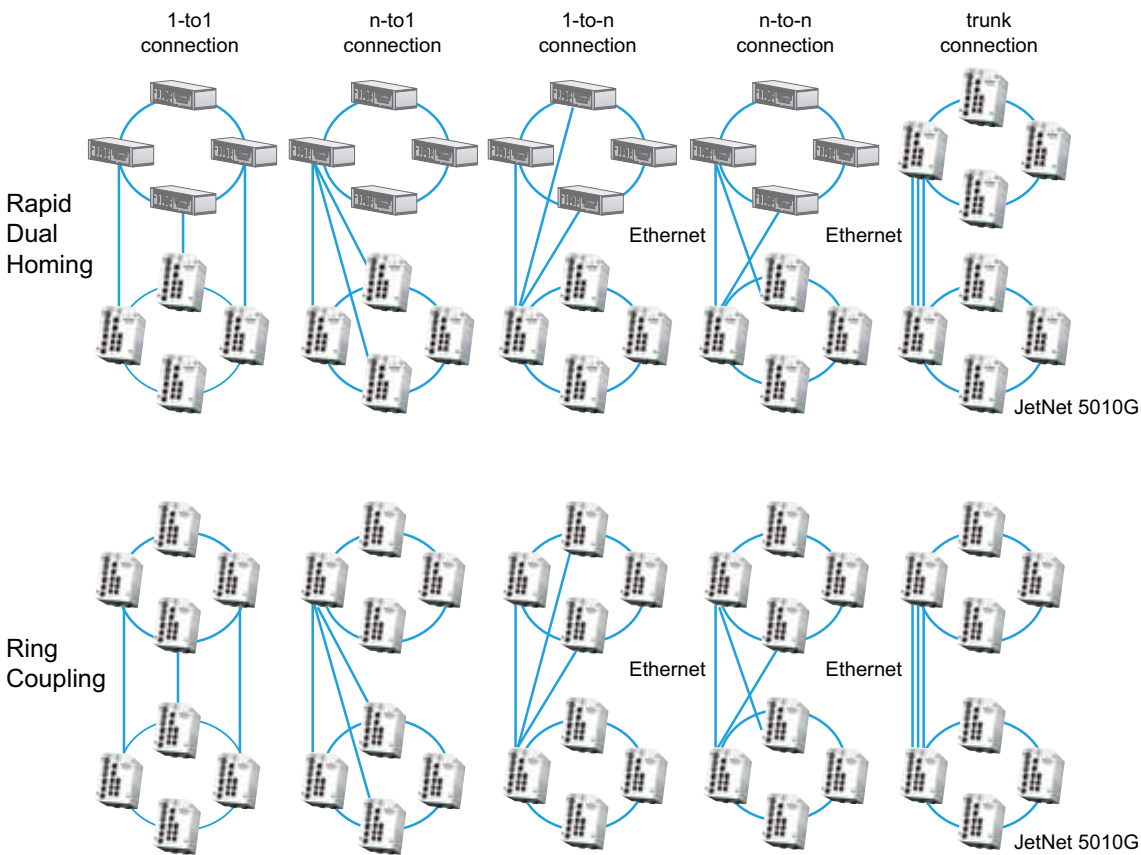 1-to1
connection
n-to1
connection
1-to-n
connection
n-to-n
connection
trunk
connection
Rapid
Dual
Homing
Ethernet
Ethernet
JetNet 5010G
Ring
Coupling
Ethernet
Ethernet
JetNet 5010G